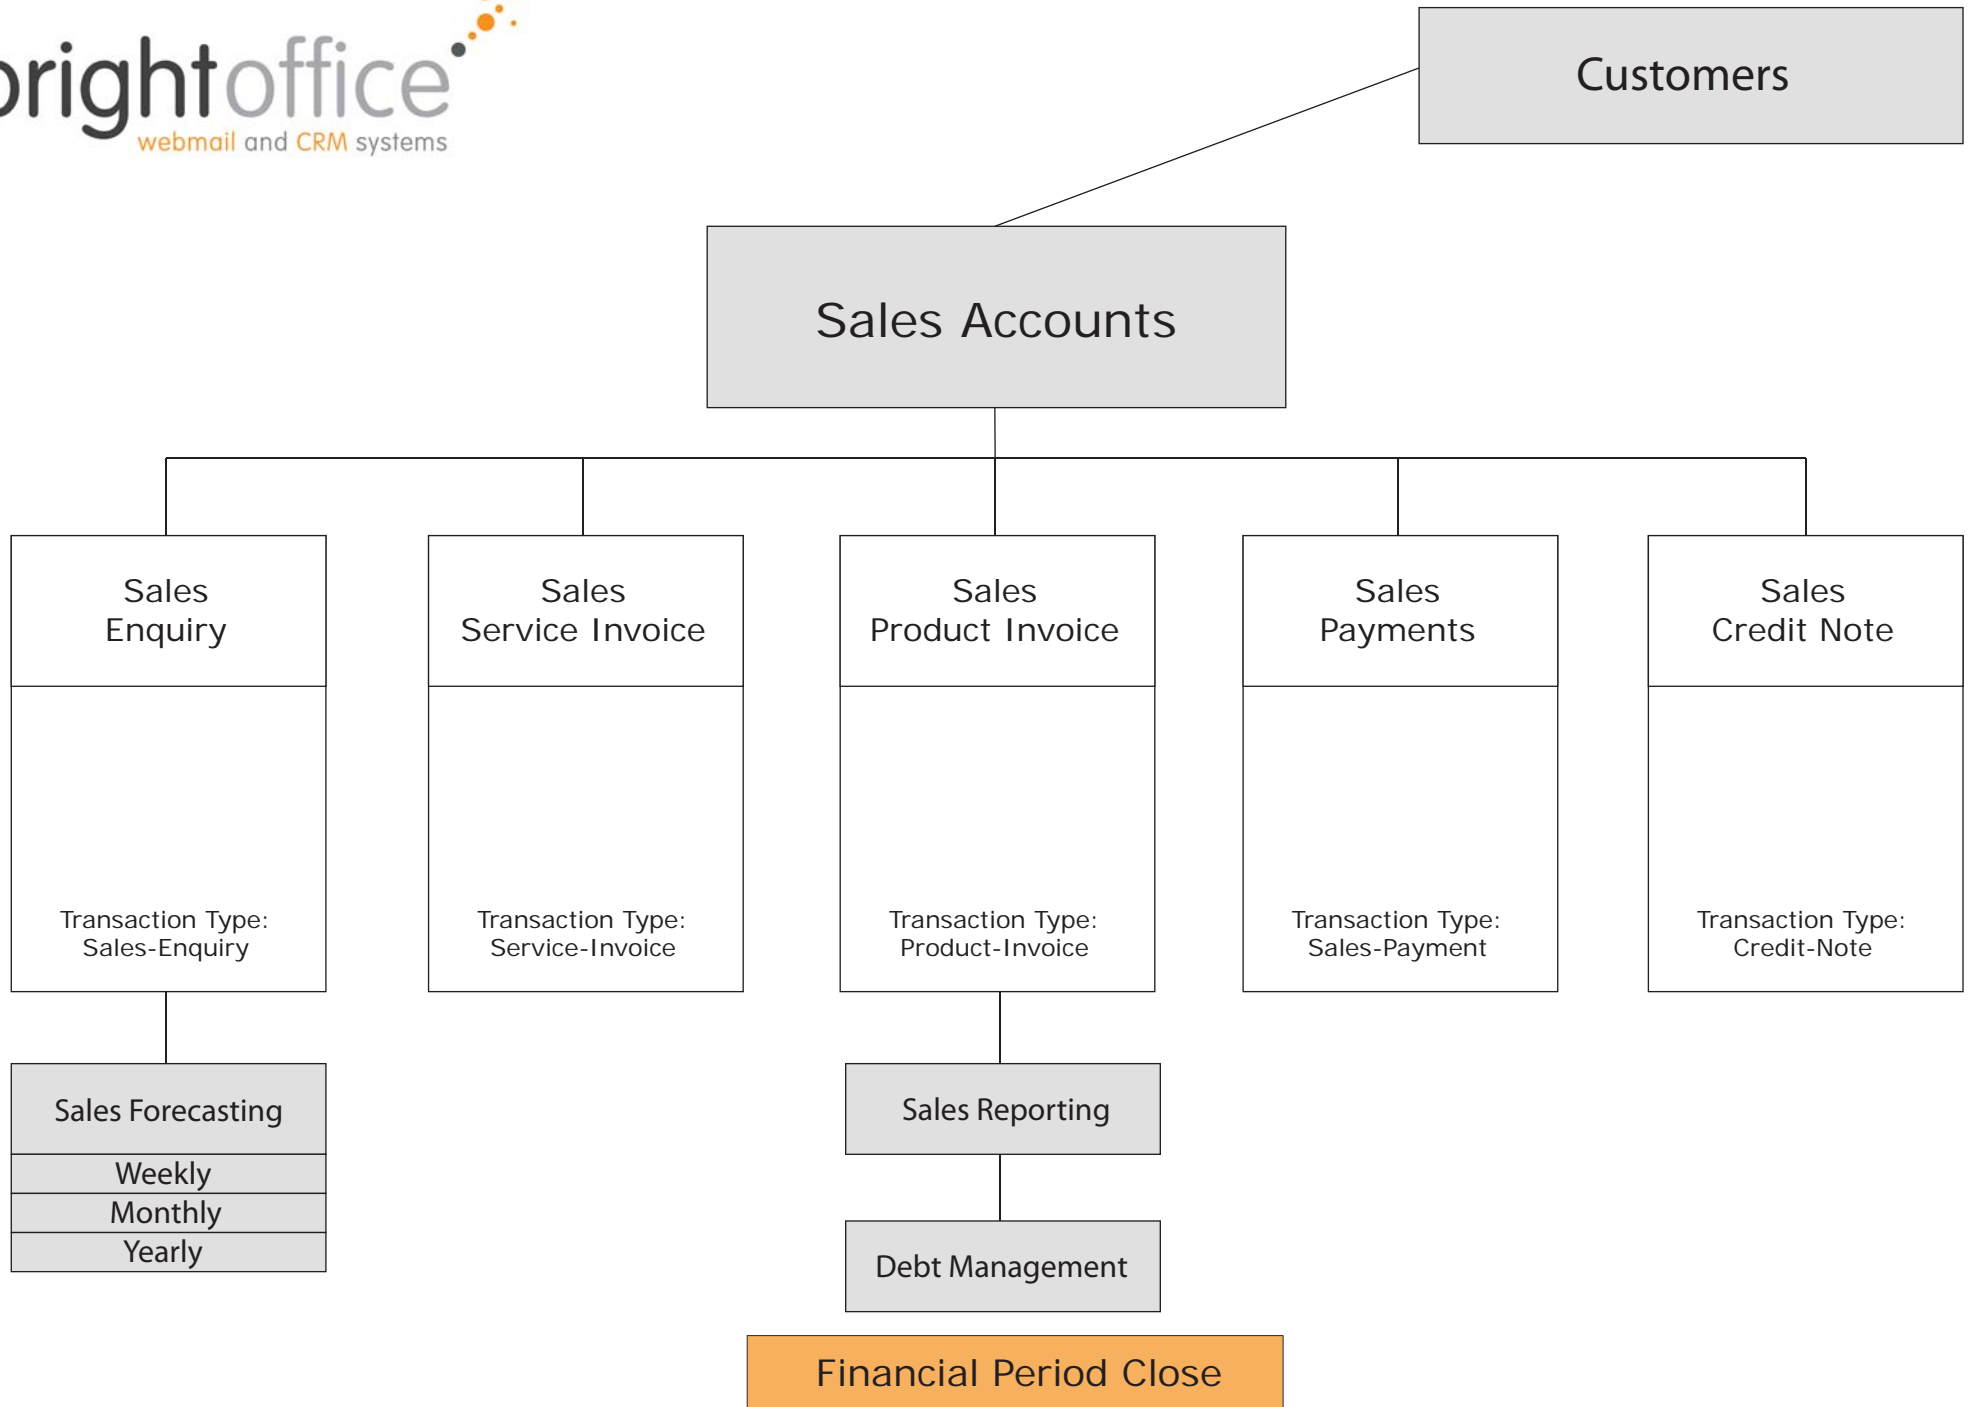 brightoffice
webmail and CRM systems
Customers
Sales Accounts
Sales
Enquiry
Transaction Type:
Sales-Enquiry
Sales
Service Invoice
Transaction Type:
Service-Invoice
Sales
Product Invoice
Transaction Type:
Product-Invoice
Sales
Payments
Transaction Type:
Sales-Payment
Sales
Credit Note
Transaction Type:
Credit-Note
Sales Forecasting
Weekly
Monthly
Yearly
Sales Reporting
Debt Management
Financial Period Close